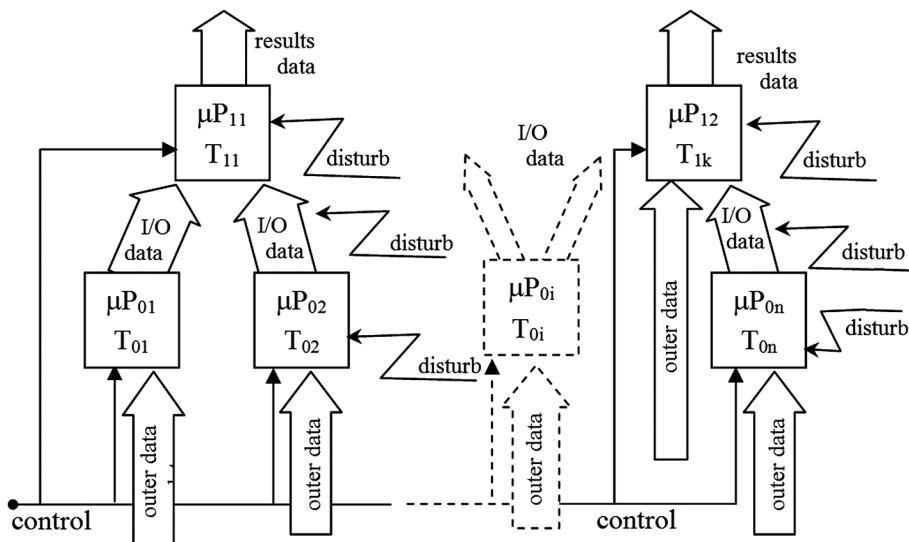 results
data
results
data
μP11
T11
disturb
I/O
data
μP12
T1k
disturb
I/O
data
disturb
I/O
data
disturb
μP01
T01
μP02
T02
disturb
μP0i
T0i
outer data
μP0n
T0n
disturb
outer data
outer data
outer data
outer data
control
control